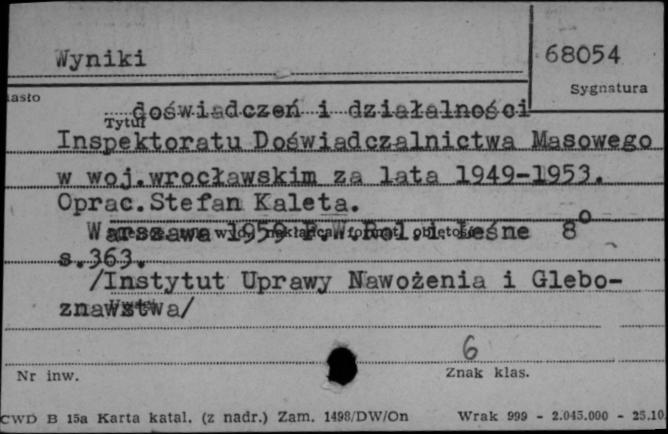 Wyniki
68054
Sygnatura
asło
doświadczeń i działalności
Tytuł
Inspektoratu Doświadczalnictwa Masowego
w woj.wrocławskim za lata 1949-1953.
Oprac.Stefan Kaleta.
Warszawa 1959 P.W.Rol.i Leśne 8°
s.363.
/Instytut Uprawy Nawożenia i Glebo-
znawstwa/
6
Nr inw.
Znak klas.
CWD B 15a Karta katal. (z nadr.) Zam. 1498/DW/On Wrak 999 - 2.045.000 - 25.10